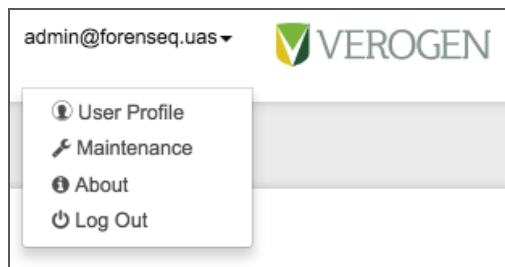 admin@forenseq.uas
VEROGEN
User Profile
Maintenance
About
Log Out